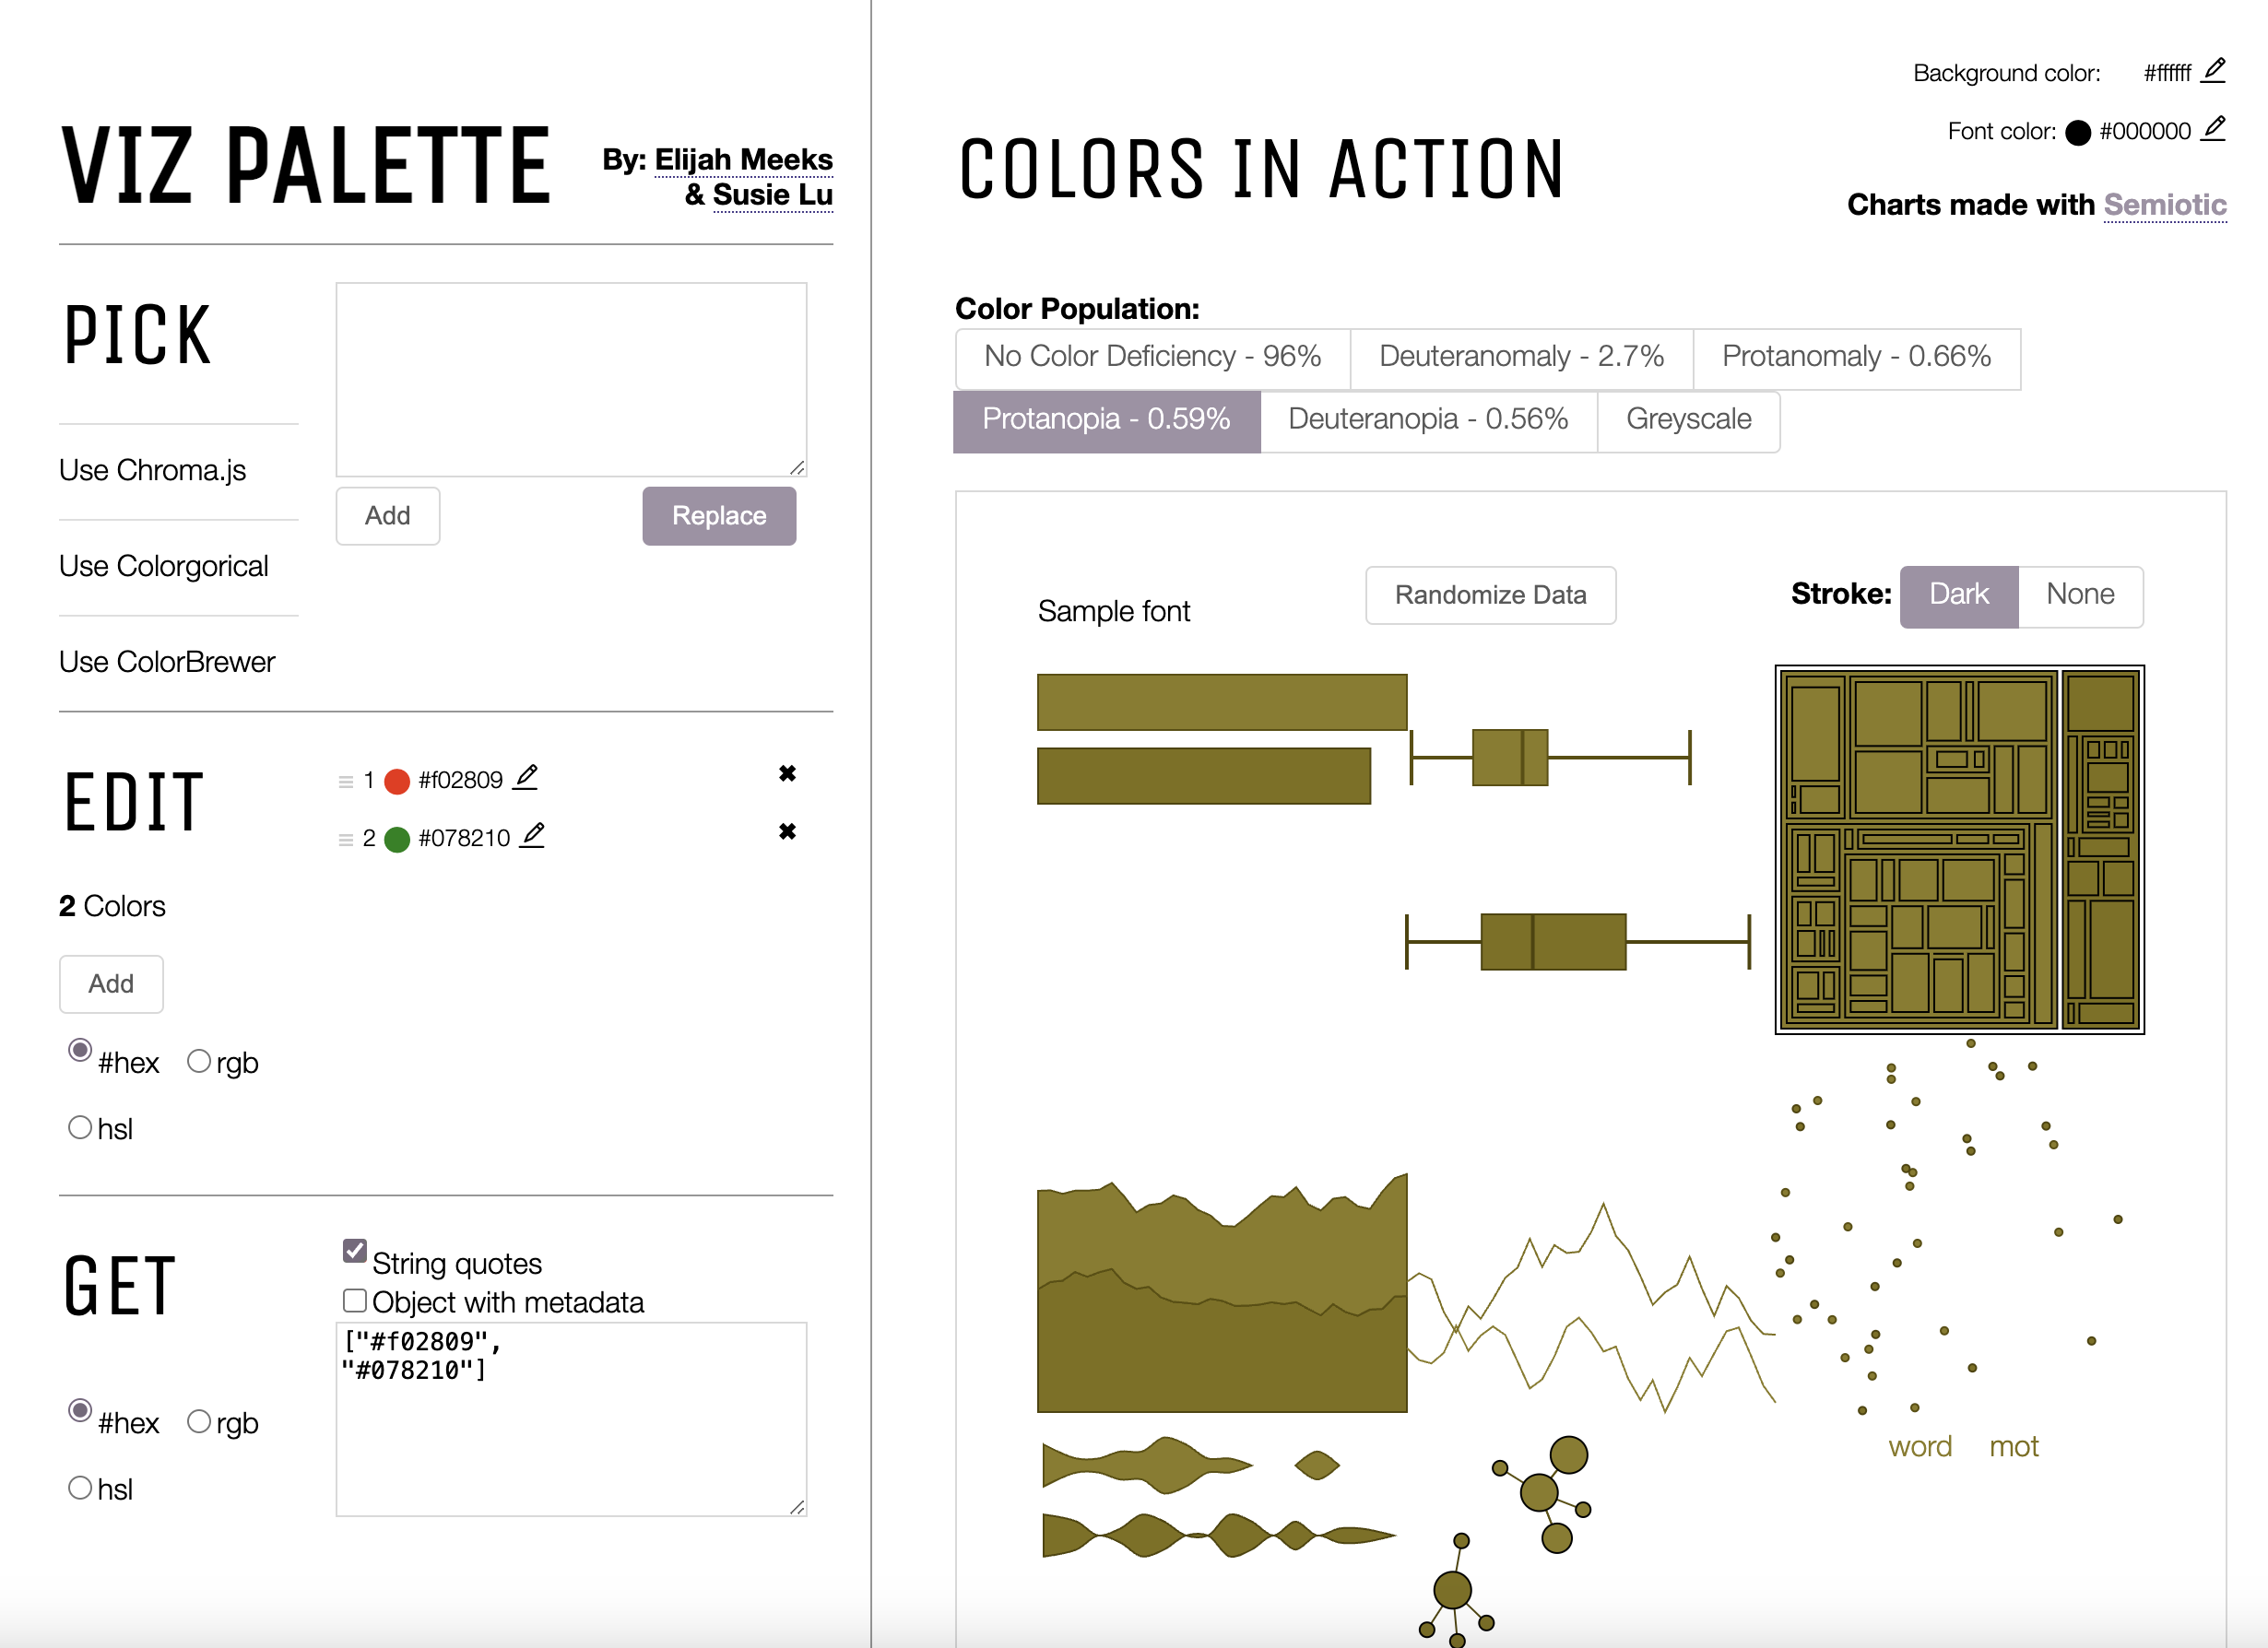 VIZ PALETTE
By: Elijah Meeks
& Susie Lu
PICK
Use Chroma.js
Use Colorgorical
Use ColorBrewer
Add
Replace
EDIT
1 #f02809
2 #078210
2 Colors
Add
#hex rgb
hsl
GET
String quotes
Object with metadata
["#f02809",
"#078210"]
#hex rgb
hsl
COLORS IN ACTION
Background color: #ffffff
Font color: #000000
Charts made with Semiotic
Color Population:
No Color Deficiency - 96% Deuteranomaly - 2.7% Protanomaly - 0.66%
Protanopia - 0.59% Deuteranopia - 0.56% Greyscale
Sample font
Randomize Data
Stroke: Dark None
word mot